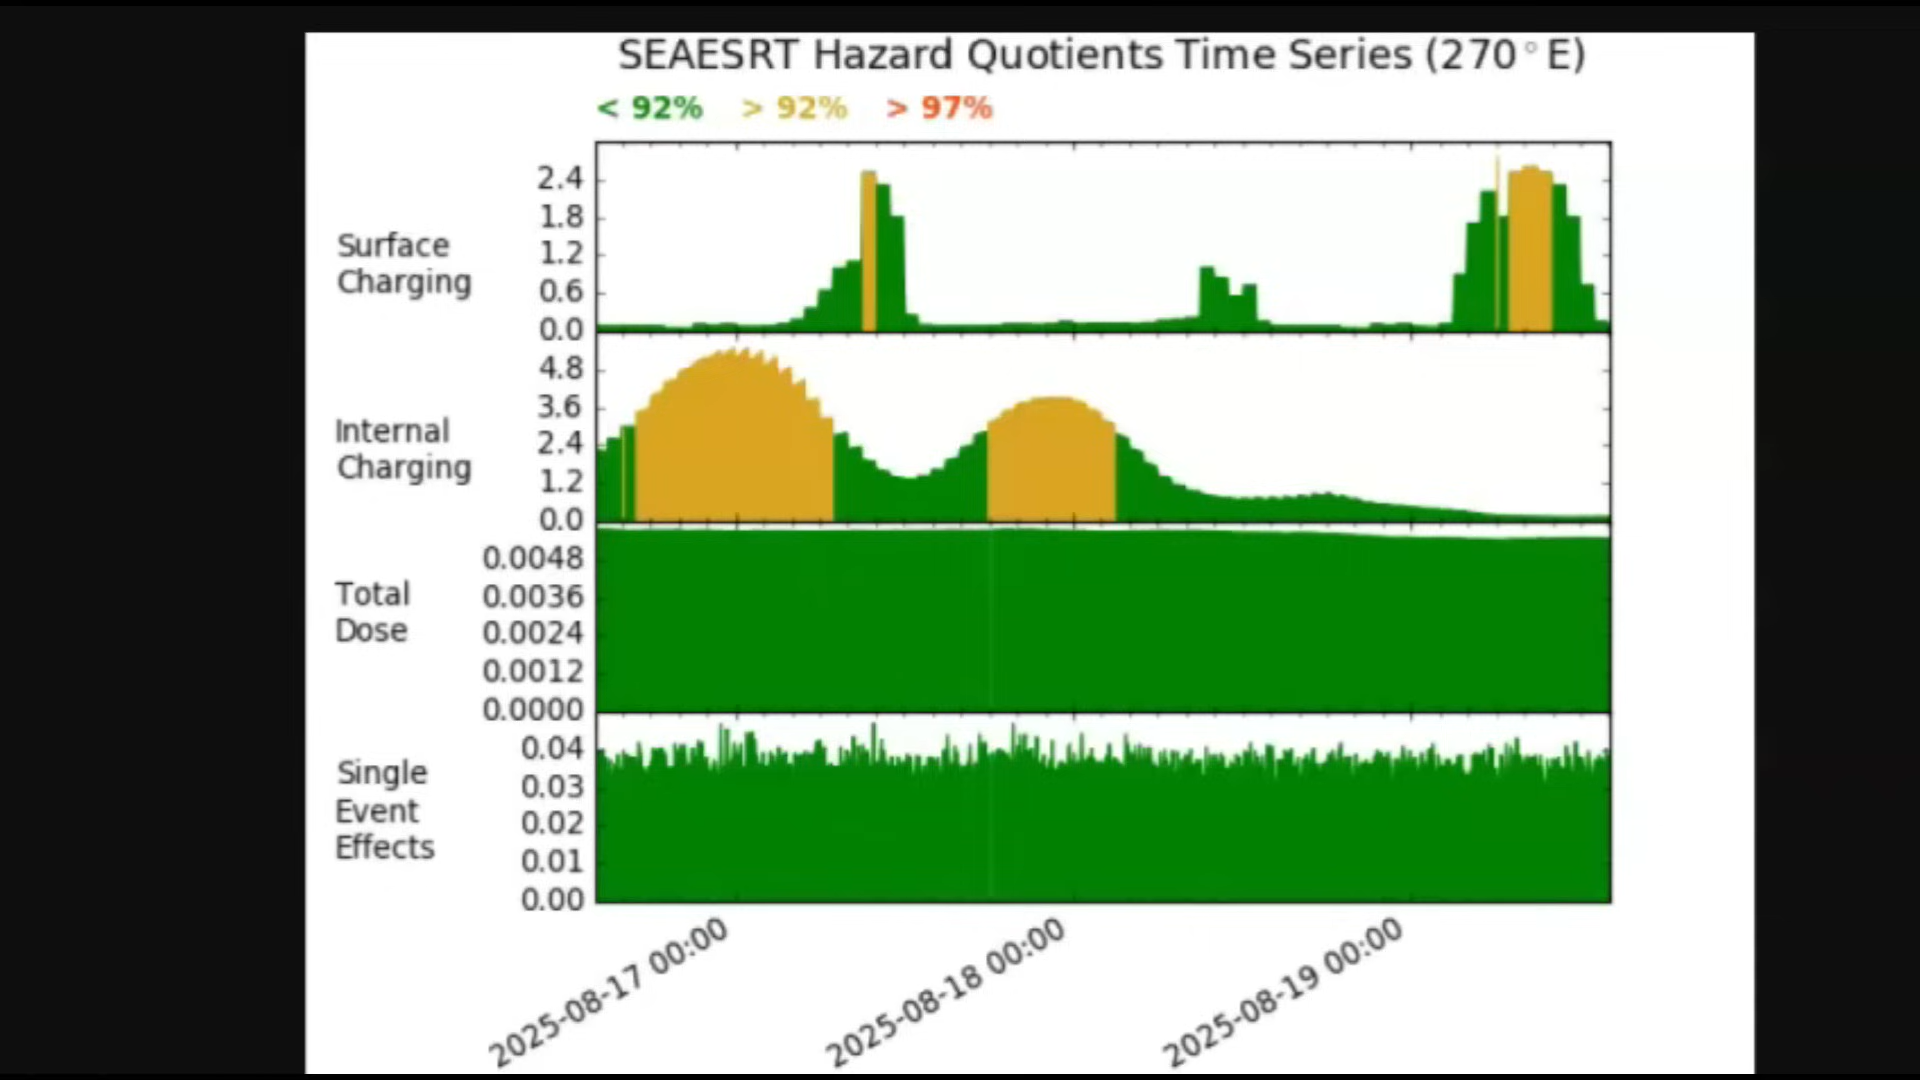 SEAESRT Hazard Quotients Time Series (270°E)
< 92% > 92% > 97%
Surface
Charging
2.4
1.8
1.2
0.6
0.0
Internal
Charging
4.8
3.6
2.4
1.2
0.0
Total
Dose
0.0048
0.0036
0.0024
0.0012
0.0000
Single
Event
Effects
0.04
0.03
0.02
0.01
0.00
2025-08-17 00:00
2025-08-18 00:00
2025-08-19 00:00